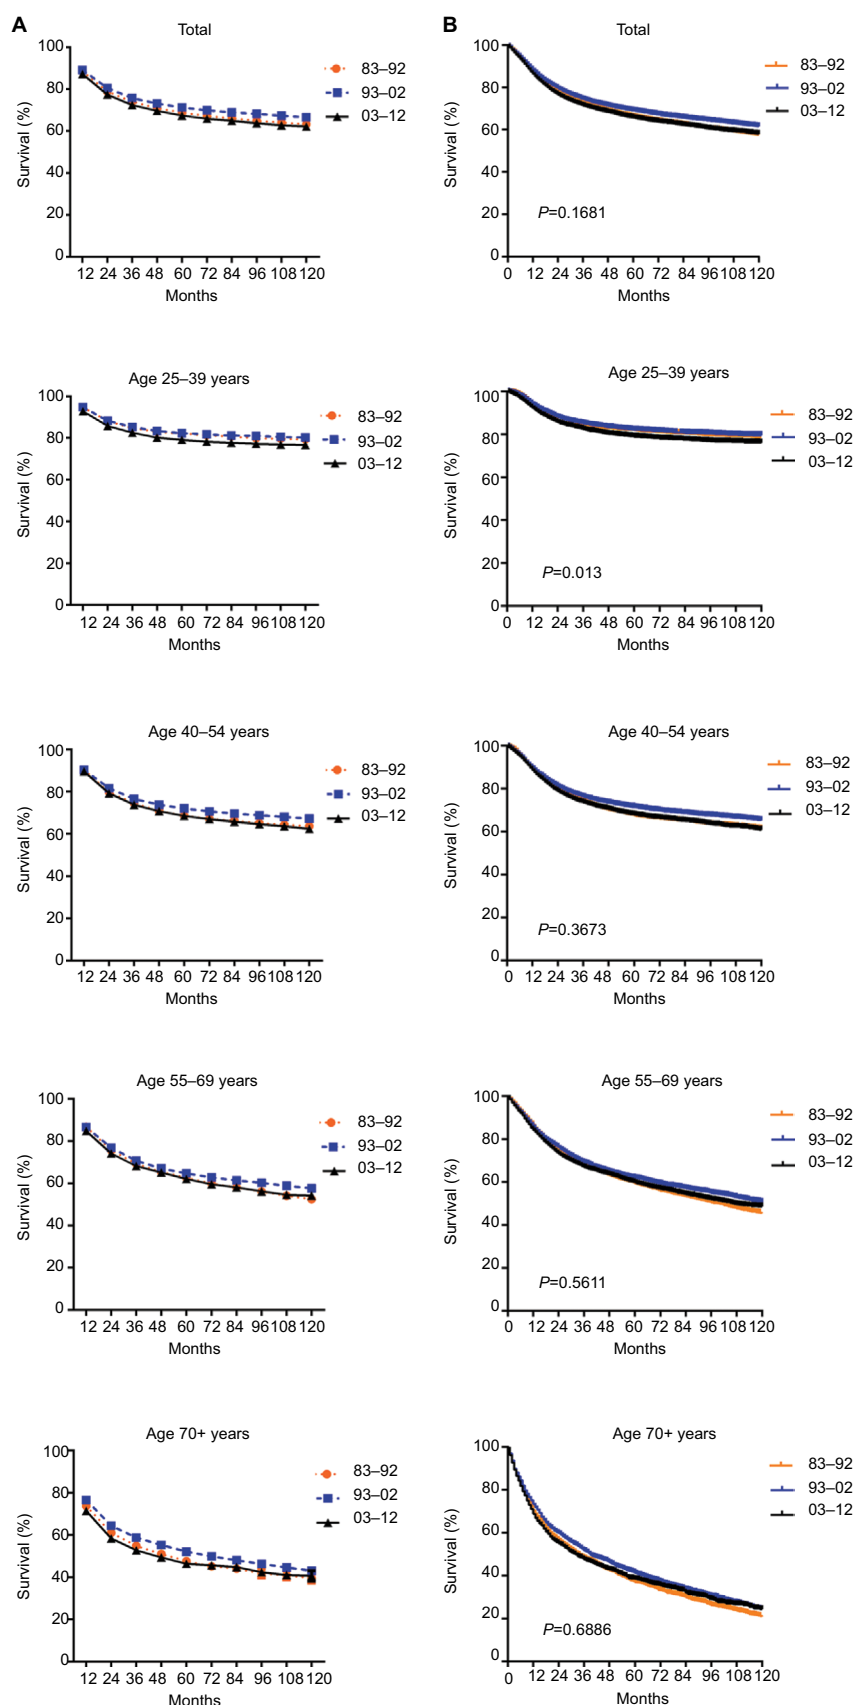 A
B
Total
Survival (%)
100
80
60
40
20
0
12 24 36 48 60 72 84 96 108 120
Months
83–92
93–02
03–12
Total
Survival (%)
100
80
60
40
20
0
P=0.1681
0 12 24 36 48 60 72 84 96 108 120
Months
83–92
93–02
03–12
Age 25–39 years
Survival (%)
100
80
60
40
20
0
12 24 36 48 60 72 84 96 108 120
Months
83–92
93–02
03–12
Age 25–39 years
Survival (%)
100
80
60
40
20
0
P=0.013
0 12 24 36 48 60 72 84 96 108 120
Months
83–92
93–02
03–12
Age 40–54 years
Survival (%)
100
80
60
40
20
0
12 24 36 48 60 72 84 96 108 120
Months
83–92
93–02
03–12
Age 40–54 years
Survival (%)
100
80
60
40
20
0
P=0.3673
0 12 24 36 48 60 72 84 96 108 120
Months
83–92
93–02
03–12
Age 55–69 years
Survival (%)
100
80
60
40
20
0
12 24 36 48 60 72 84 96 108 120
Months
83–92
93–02
03–12
Age 55–69 years
Survival (%)
100
80
60
40
20
0
P=0.5611
0 12 24 36 48 60 72 84 96 108 120
Months
83–92
93–02
03–12
Age 70+ years
Survival (%)
100
80
60
40
20
0
12 24 36 48 60 72 84 96 108 120
Months
83–92
93–02
03–12
Age 70+ years
Survival (%)
100
80
60
40
20
0
P=0.6886
0 12 24 36 48 60 72 84 96 108 120
Months
83–92
93–02
03–12